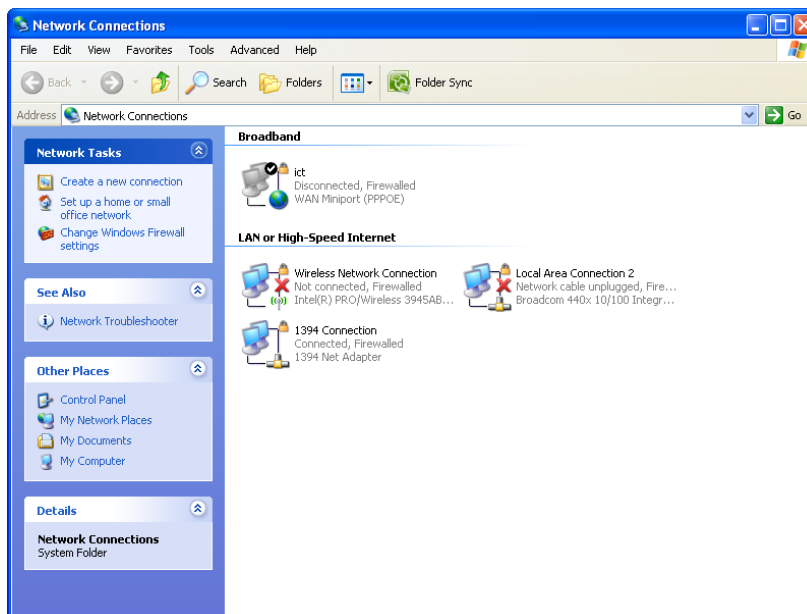 Network Connections
File Edit View Favorites Tools Advanced Help
Back Search Folders Folder Sync
Address Network Connections Go
Network Tasks
Create a new connection
Set up a home or small
office network
Change Windows Firewall
settings
See Also
Network Troubleshooter
Other Places
Control Panel
My Network Places
My Documents
My Computer
Details
Network Connections
System Folder
Broadband
ict
Disconnected, Firewalled
WAN Miniport (PPPOE)
LAN or High-Speed Internet
Wireless Network Connection
Not connected, Firewalled
Intel(R) PRO/Wireless 3945AB...
Local Area Connection 2
Network cable unplugged, Fire...
Broadcom 440x 10/100 Integr...
1394 Connection
Connected, Firewalled
1394 Net Adapter